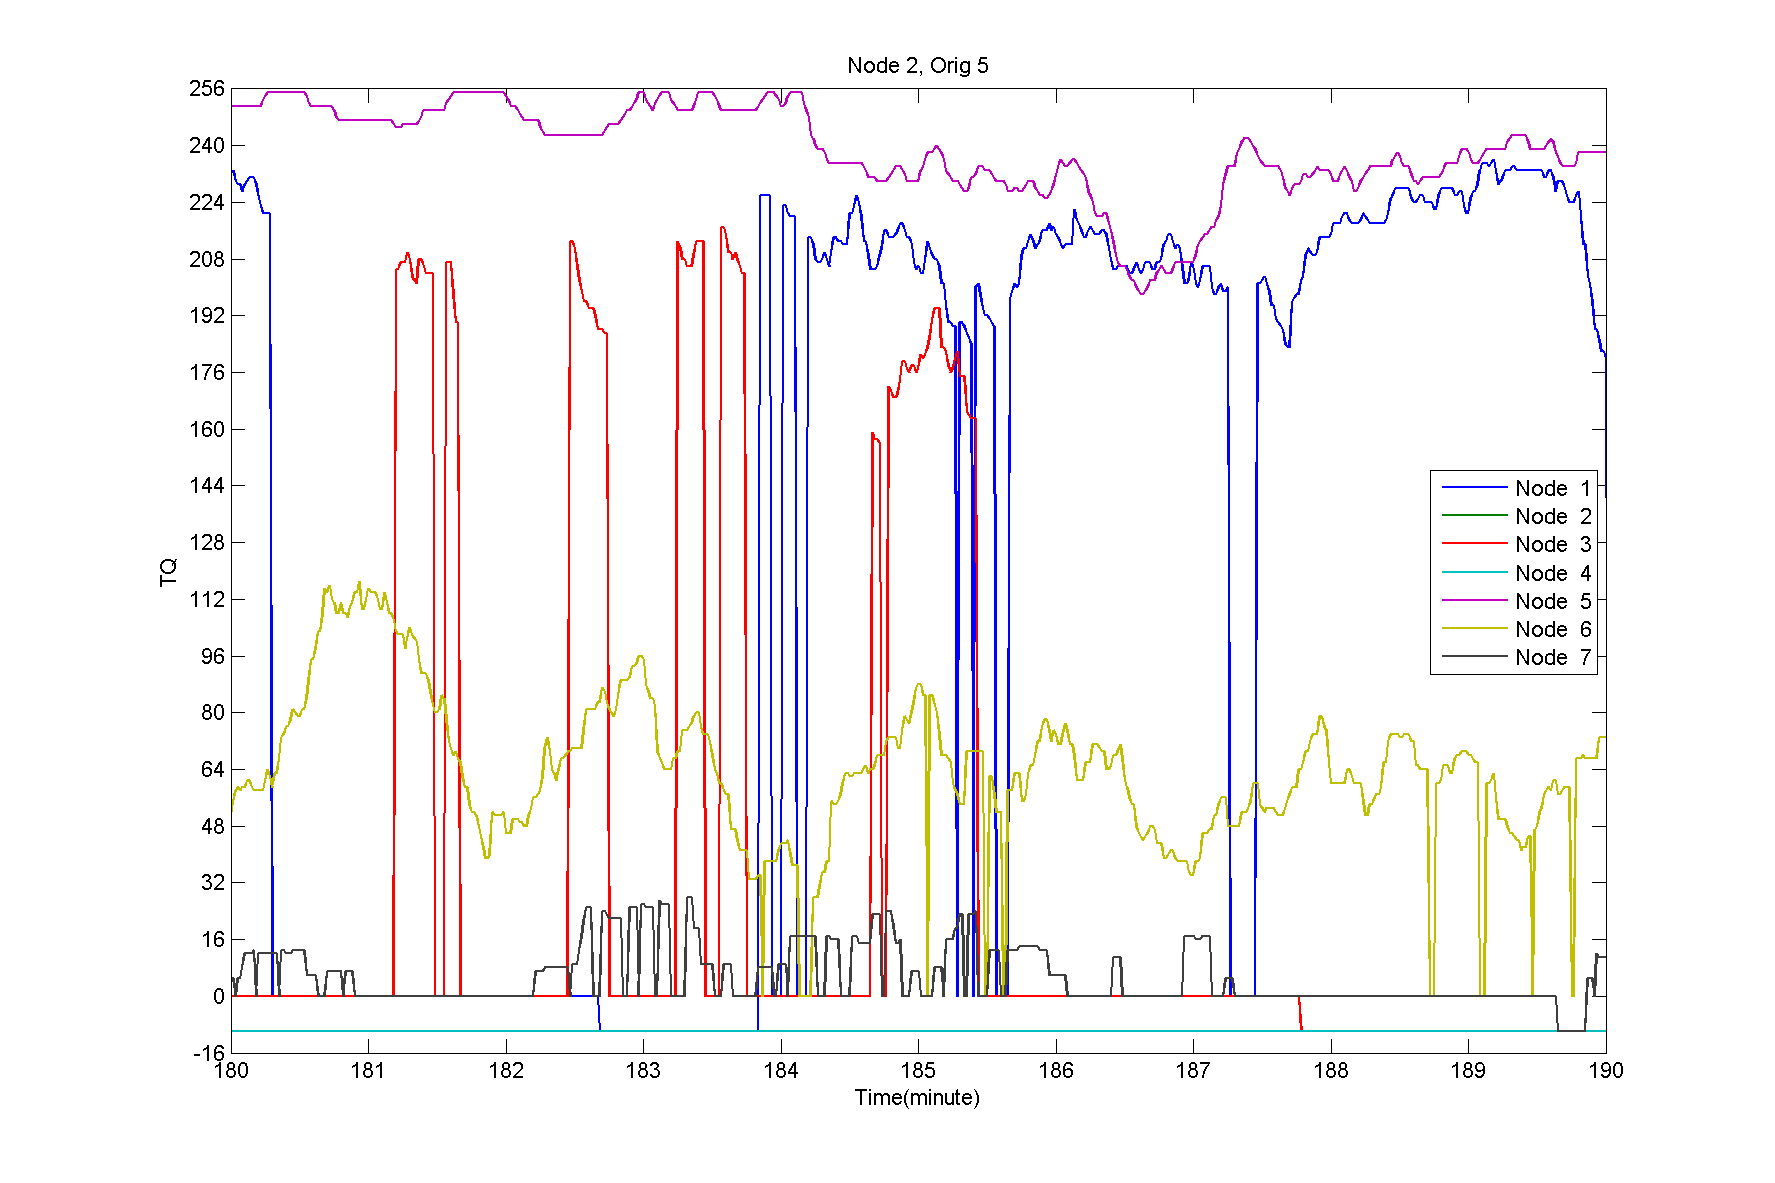 Node 2, Orig 5
256
240
224
208
192
176
160
144
128
112
96
80
64
48
32
16
0
-16
TQ
180 181 182 183 184 185 186 187 188 189 190
Time(minute)
Node 1
Node 2
Node 3
Node 4
Node 5
Node 6
Node 7